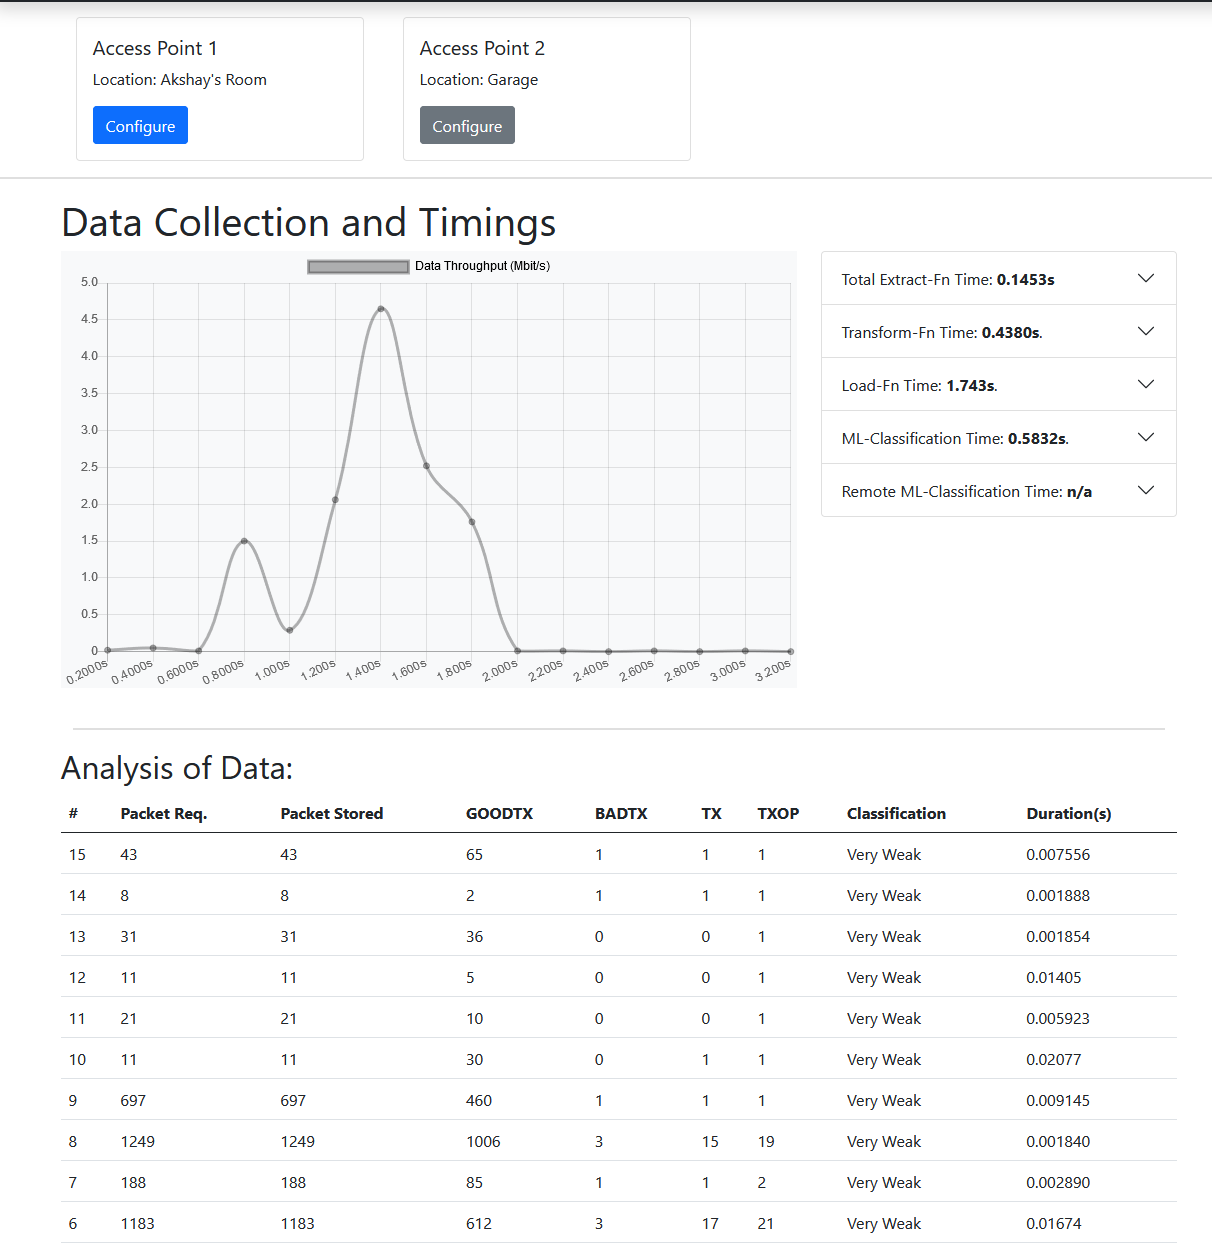 Access Point 1
Location: Akshay's Room
Configure
Access Point 2
Location: Garage
Configure
Data Collection and Timings
Data Throughput (Mbit/s)
5.0
4.5
4.0
3.5
3.0
2.5
2.0
1.5
1.0
0.5
0
0.2000s 0.4000s 0.6000s 0.8000s 1.000s 1.200s 1.400s 1.600s 1.800s 2.000s 2.200s 2.400s 2.600s 2.800s 3.000s 3.200s
Total Extract-Fn Time: 0.1453s
Transform-Fn Time: 0.4380s.
Load-Fn Time: 1.743s.
ML-Classification Time: 0.5832s.
Remote ML-Classification Time: n/a
Analysis of Data:
# Packet Req. Packet Stored GOODTX BADTX TX TXOP Classification Duration(s)
15 43 43 65 1 1 1 Very Weak 0.007556
14 8 8 2 1 1 1 Very Weak 0.001888
13 31 31 36 0 0 1 Very Weak 0.001854
12 11 11 5 0 0 1 Very Weak 0.01405
11 21 21 10 0 0 1 Very Weak 0.005923
10 11 11 30 0 1 1 Very Weak 0.02077
9 697 697 460 1 1 1 Very Weak 0.009145
8 1249 1249 1006 3 15 19 Very Weak 0.001840
7 188 188 85 1 1 2 Very Weak 0.002890
6 1183 1183 612 3 17 21 Very Weak 0.01674